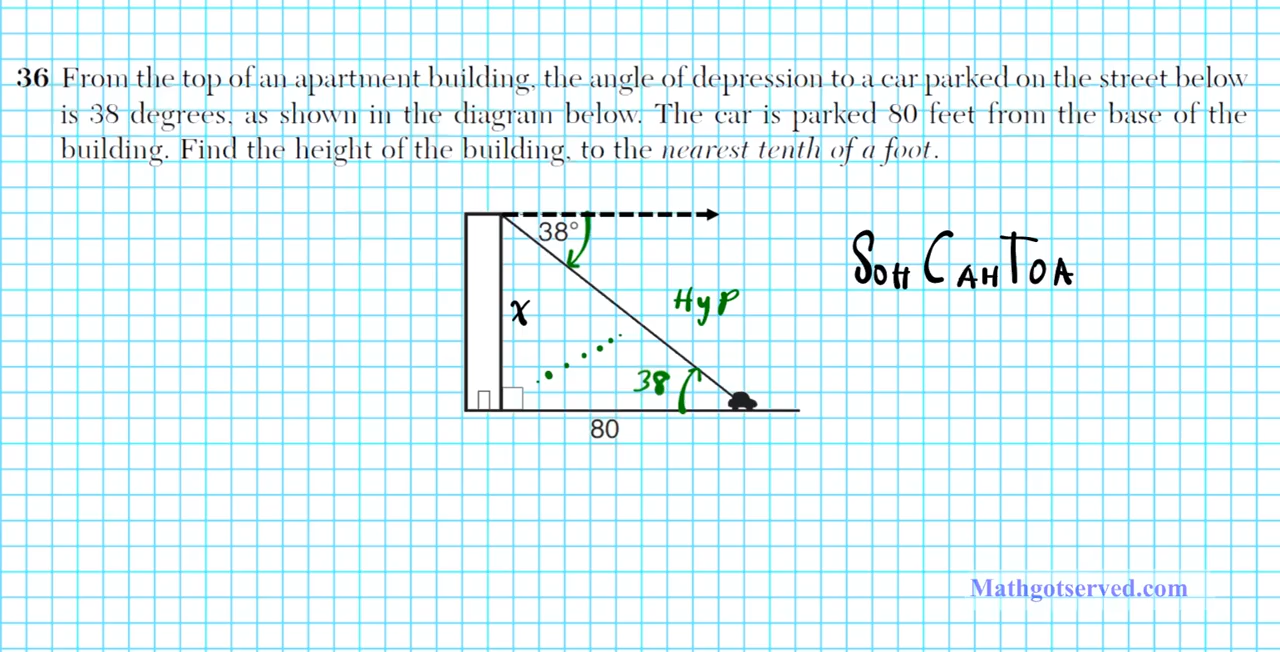 36 From the top of an apartment building, the angle of depression to a car parked on the street below
is 38 degrees, as shown in the diagram below. The car is parked 80 feet from the base of the
building. Find the height of the building, to the nearest tenth of a foot.
38°
SOH CAH TOA
x
Hyp
38
80
Mathgotserved.com